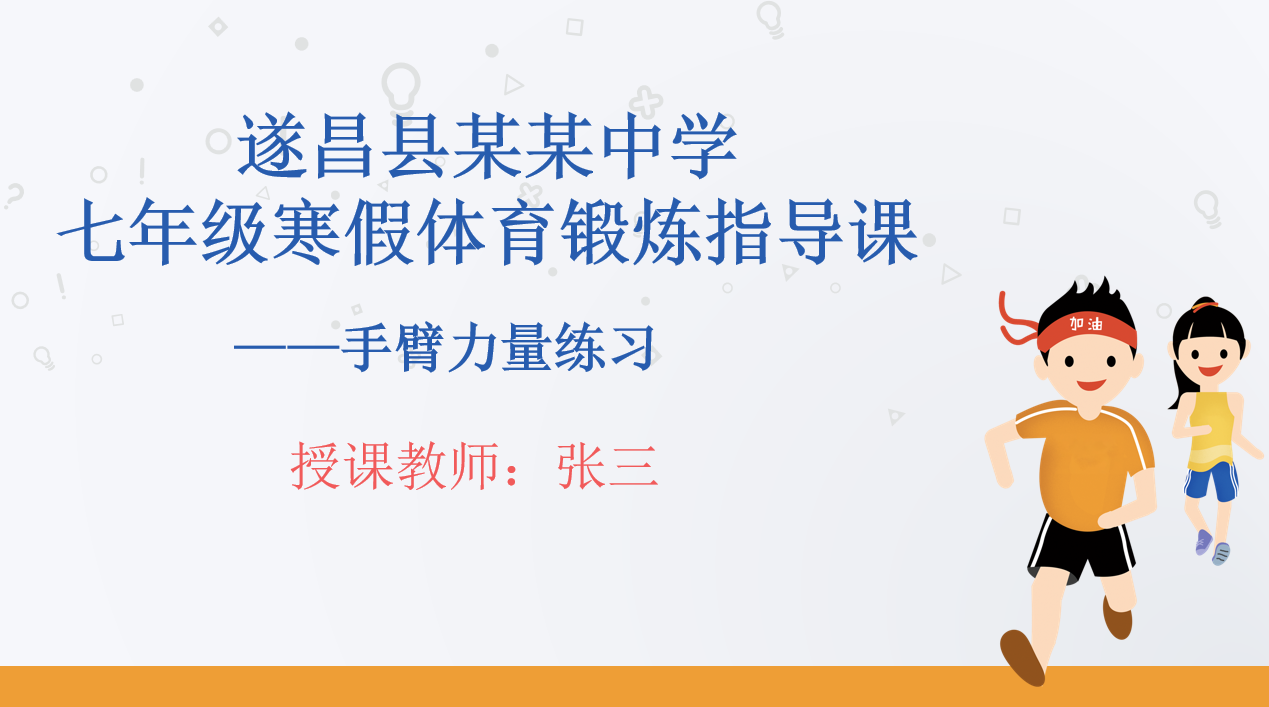 遂昌县某某中学
七年级寒假体育锻炼指导课
——手臂力量练习
授课教师：张三
加油